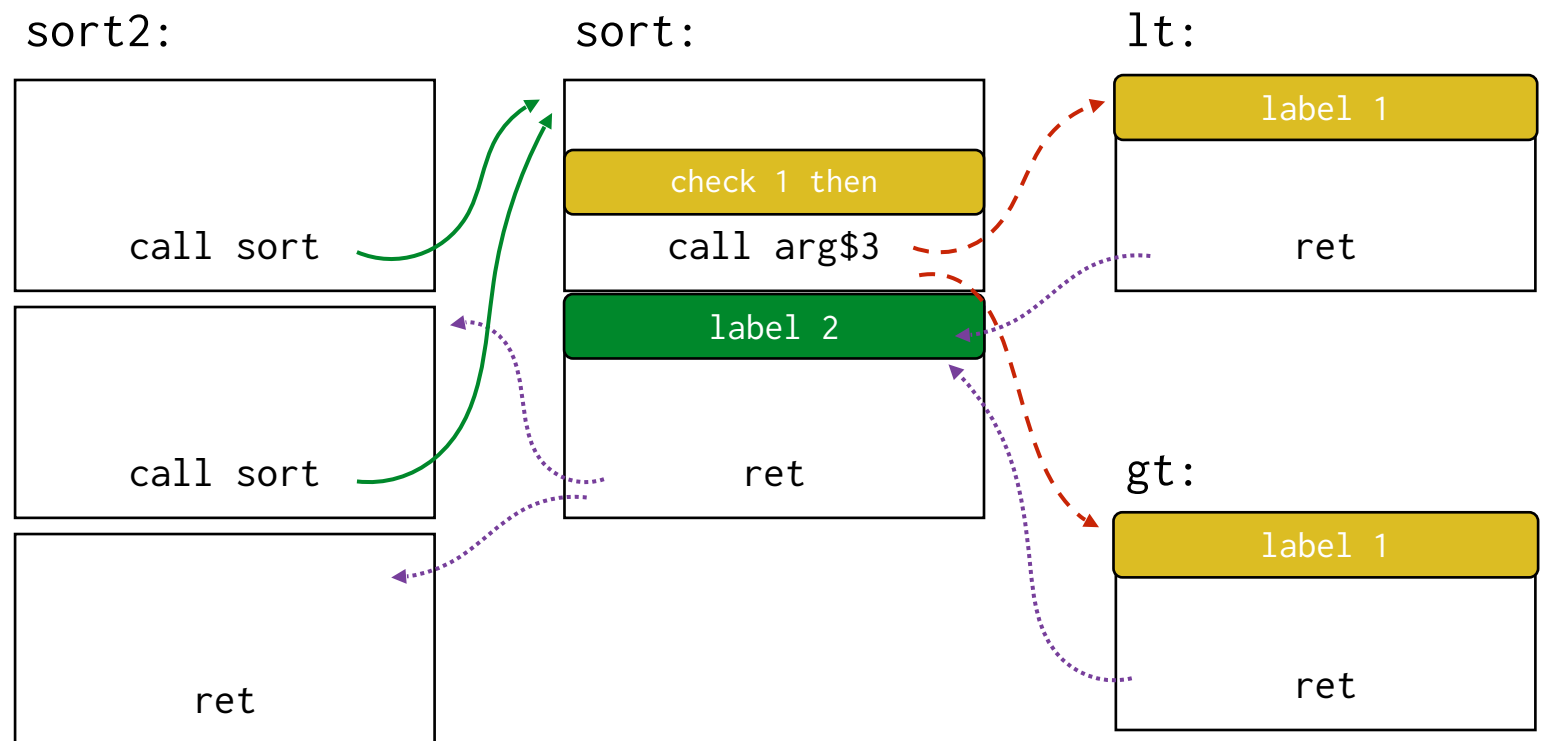 sort2:
call sort
call sort
ret
sort:
check 1 then
call arg$3
label 2
ret
lt:
label 1
ret
gt:
label 1
ret